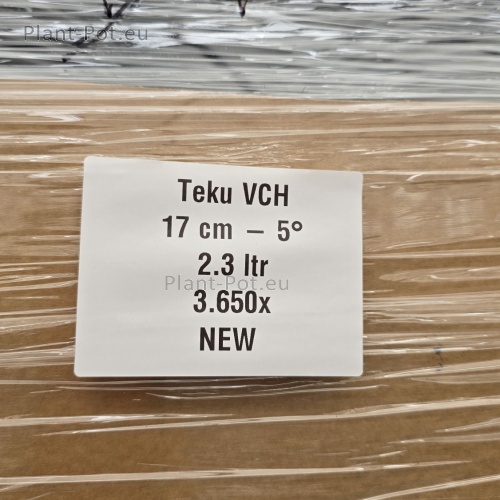 Plant-Pot.eu
Teku VCH
17 cm – 5°
2.3 ltr
Plant-Pot.eu
3.650x
NEW